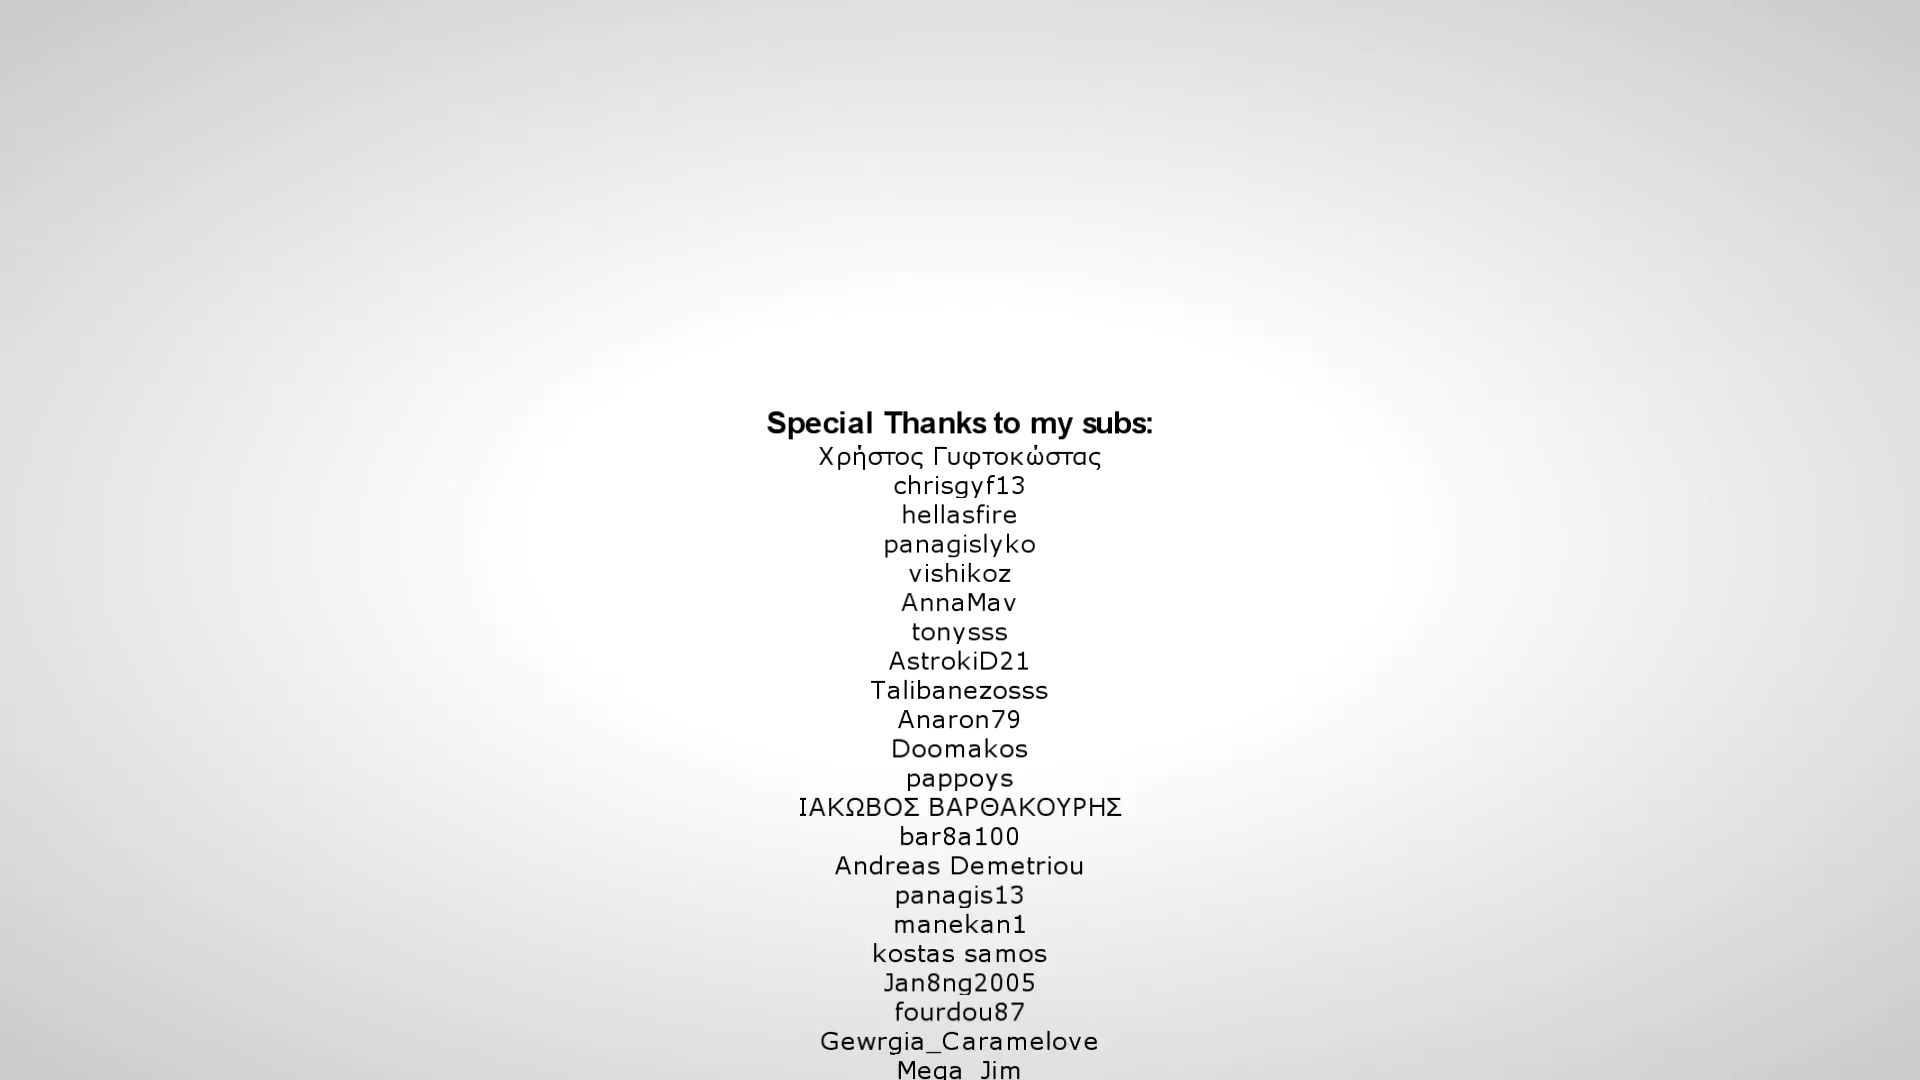 Special Thanks to my subs:
Χρήστος Γυφτοκώστας
chrisgyf13
hellasfire
panagislyko
vishikoz
AnnaMav
tonysss
AstrokiD21
Talibanezosss
Anaron79
Doomakos
pappoys
ΙΑΚΩΒΟΣ ΒΑΡΘΑΚΟΥΡΗΣ
bar8a100
Andreas Demetriou
panagis13
manekan1
kostas samos
Jan8ng2005
fourdou87
Gewrgia_Caramelove
Mega_Jim